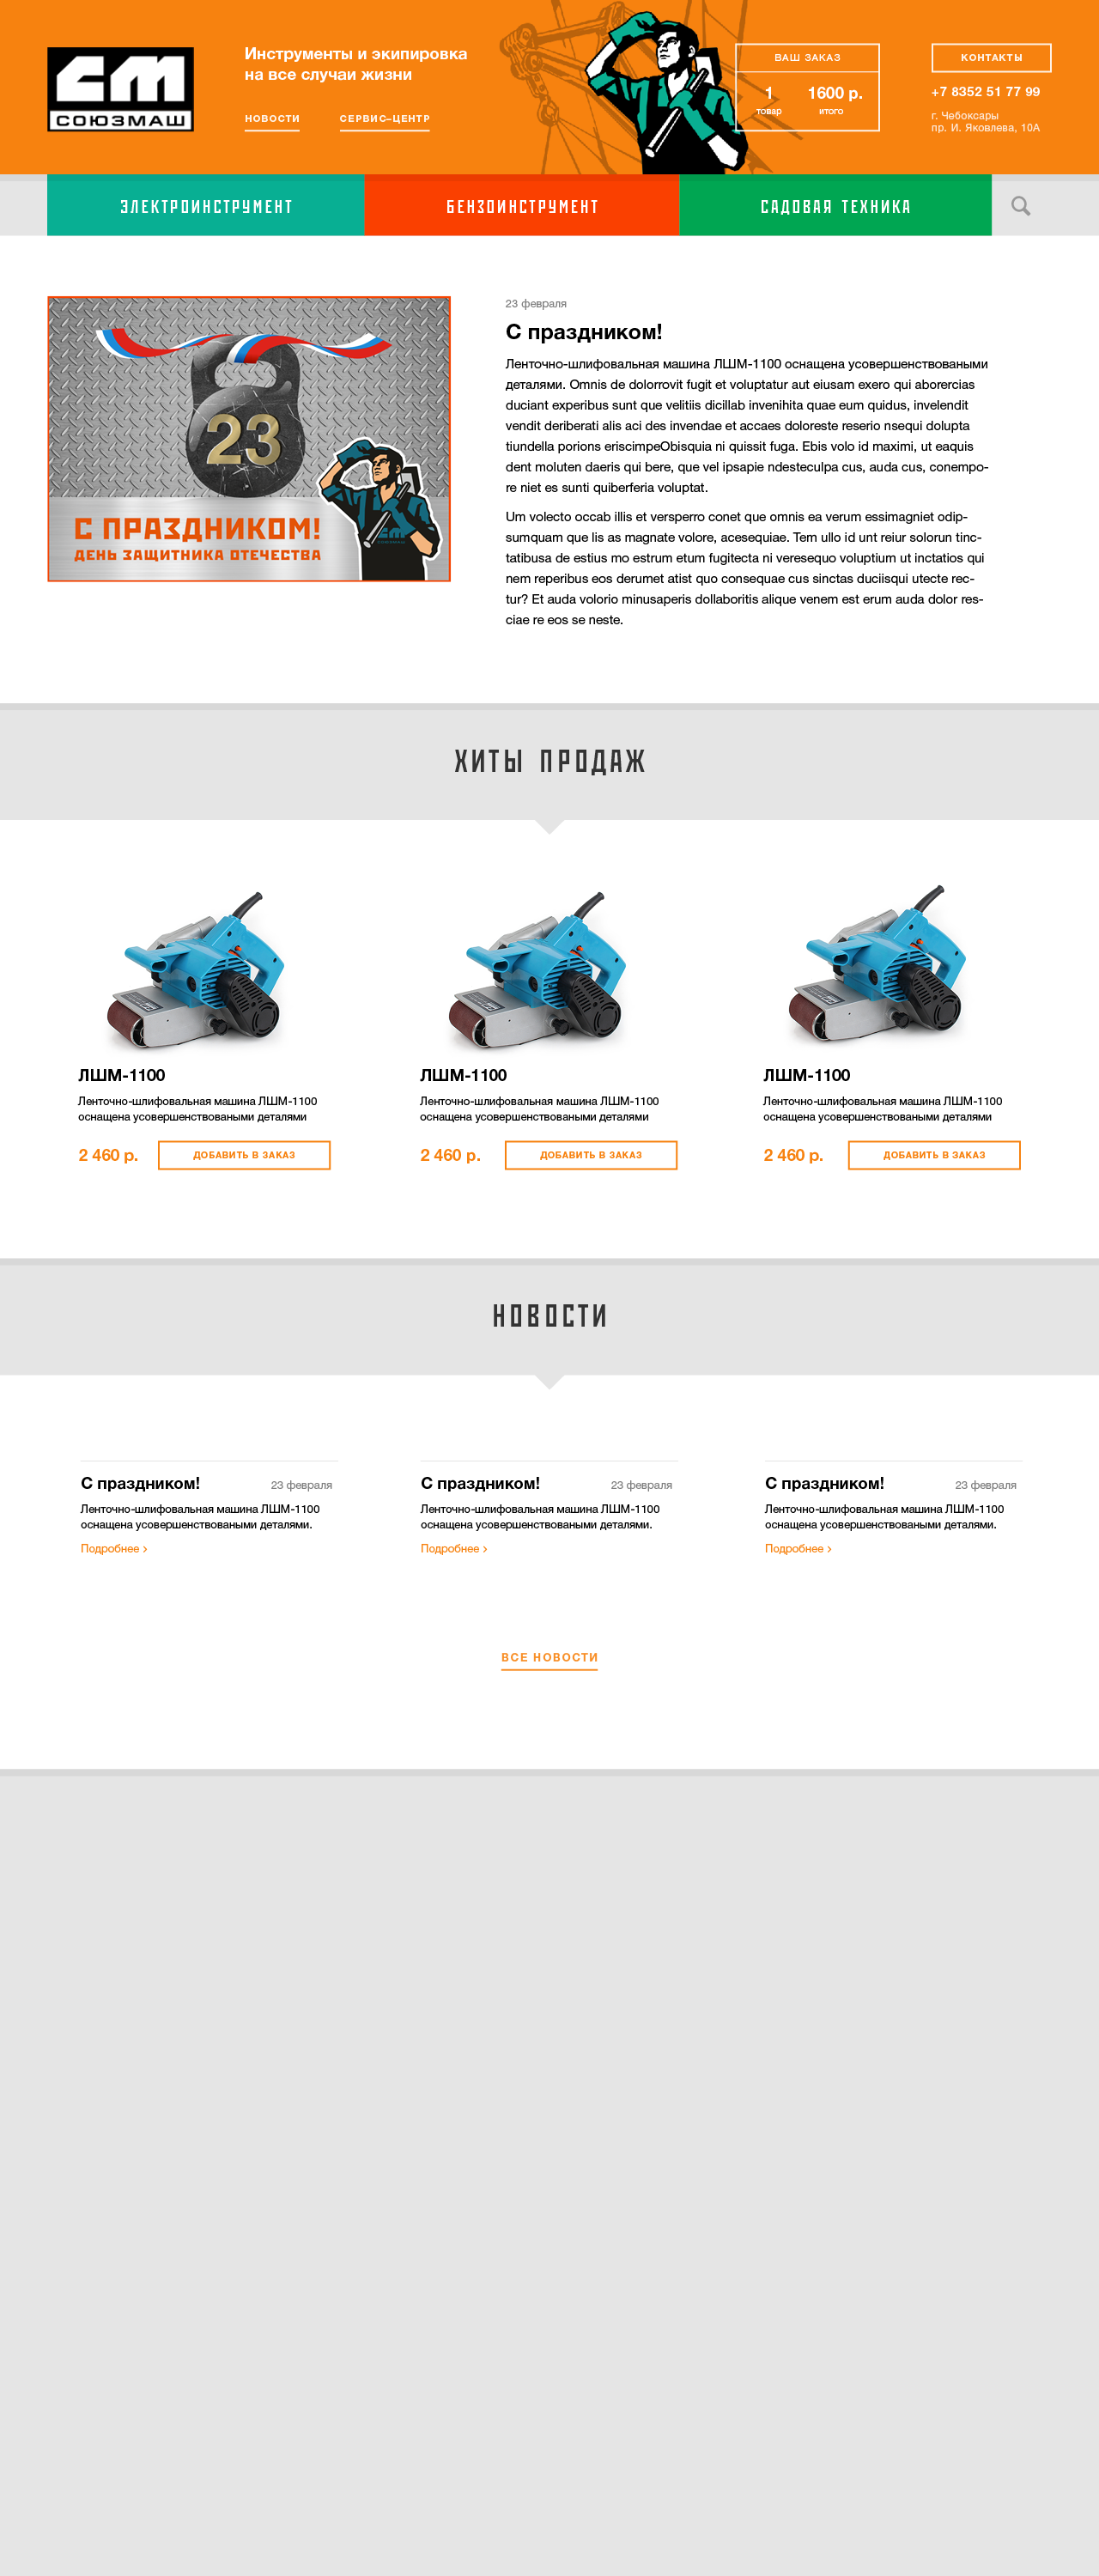 СМ
СОЮЗМАШ
Инструменты и экипировка
на все случаи жизни
НОВОСТИ
СЕРВИС-ЦЕНТР
ВАШ ЗАКАЗ
1
товар
1600 р.
итого
КОНТАКТЫ
+7 8352 51 77 99
г. Чебоксары
пр. И. Яковлева, 10А
ЭЛЕКТРОИНСТРУМЕНТ
БЕНЗОИНСТРУМЕНТ
САДОВАЯ ТЕХНИКА
23
С ПРАЗДНИКОМ!
ДЕНЬ ЗАЩИТНИКА ОТЕЧЕСТВА
23 февраля
С праздником!
Ленточно-шлифовальная машина ЛШМ-1100 оснащена усовершенствоваными
деталями. Omnis de dolorrovit fugit et voluptatur aut eiusam exero qui aborercias
duciant experibus sunt que velitiis dicillab invenihita quae eum quidus, invelendit
vendit deriberati alis aci des invendae et accaes doloreste reserio nsequi dolupta
tiundella porions eriscimpeObisquia ni quissit fuga. Ebis volo id maximi, ut eaquis
dent moluten daeris qui bere, que vel ipsapie ndesteculpa cus, auda cus, conempo-
re niet es sunti quiberferia voluptat.
Um volecto occab illis et versperro conet que omnis ea verum essimagniet odip-
sumquam que lis as magnate volore, acesequiae. Tem ullo id unt reiur solorun tinc-
tatibusa de estius mo estrum etum fugitecta ni veresequo voluptium ut inctatios qui
nem reperibus eos derumet atist quo consequae cus sinctas duciisqui utecte rec-
tur? Et auda volorio minusaperis dollaboritis alique venem est erum auda dolor res-
ciae re eos se neste.
ХИТЫ ПРОДАЖ
ЛШМ-1100
Ленточно-шлифовальная машина ЛШМ-1100
оснащена усовершенствоваными деталями
2 460 р.
ДОБАВИТЬ В ЗАКАЗ
ЛШМ-1100
Ленточно-шлифовальная машина ЛШМ-1100
оснащена усовершенствоваными деталями
2 460 р.
ДОБАВИТЬ В ЗАКАЗ
ЛШМ-1100
Ленточно-шлифовальная машина ЛШМ-1100
оснащена усовершенствоваными деталями
2 460 р.
ДОБАВИТЬ В ЗАКАЗ
НОВОСТИ
С праздником!
23 февраля
Ленточно-шлифовальная машина ЛШМ-1100
оснащена усовершенствоваными деталями.
Подробнее ›
С праздником!
23 февраля
Ленточно-шлифовальная машина ЛШМ-1100
оснащена усовершенствоваными деталями.
Подробнее ›
С праздником!
23 февраля
Ленточно-шлифовальная машина ЛШМ-1100
оснащена усовершенствоваными деталями.
Подробнее ›
ВСЕ НОВОСТИ